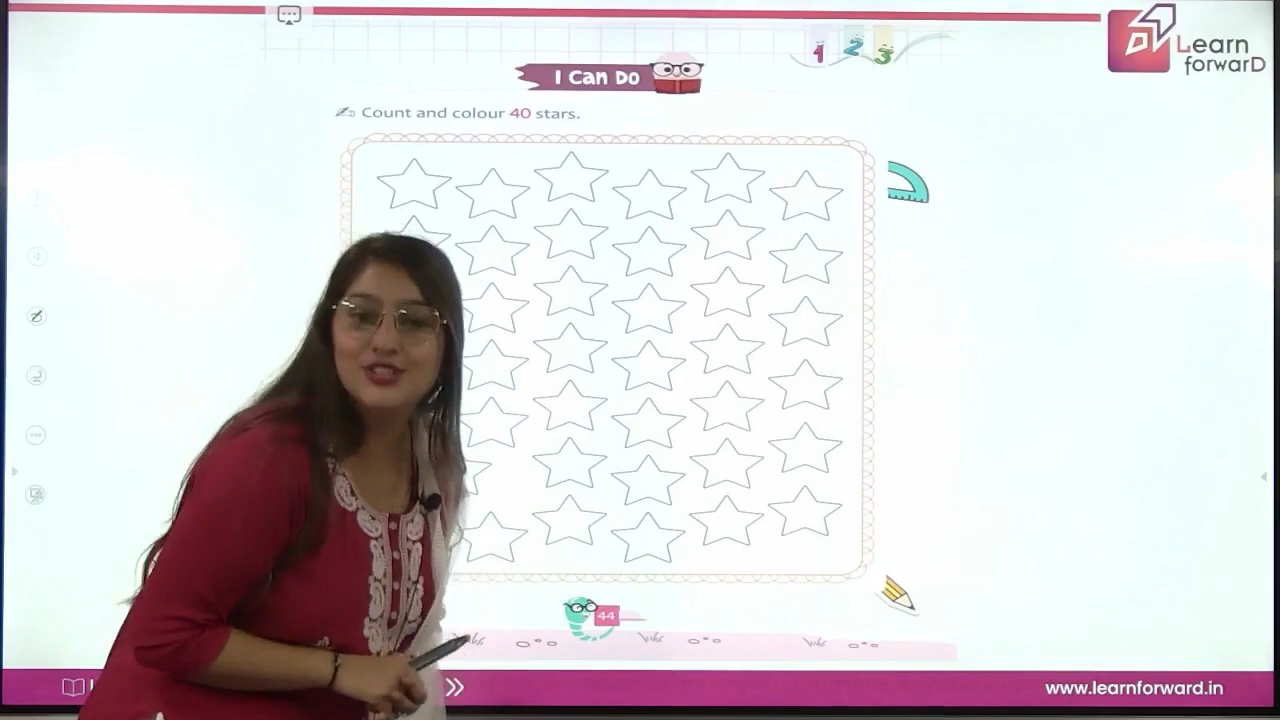 1 2 3
Learn
forwarD
I Can Do
Count and colour 40 stars.
44
www.learnforward.in